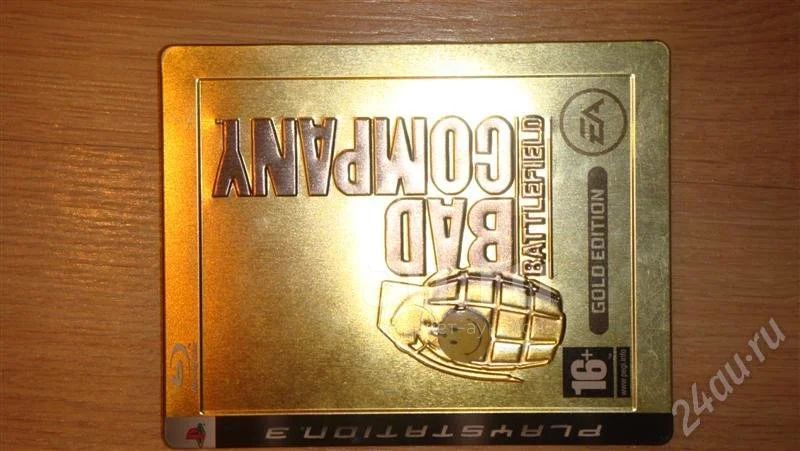 PLAYSTATION 3
BATTLEFIELD
BAD
COMPANY
EA
GOLD EDITION
16+
www.pegi.info
24au.ru